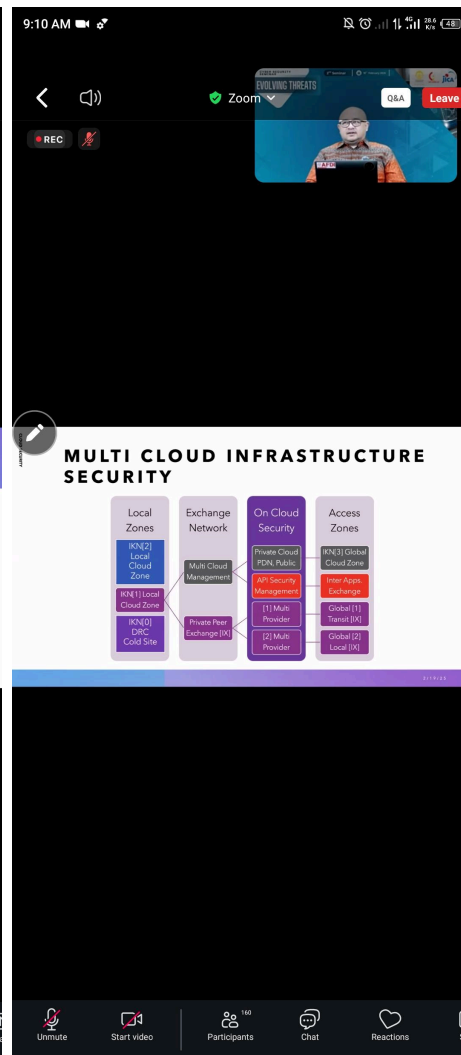 9:10 AM
4G
28.6
K/s
48
Zoom
Q&A
Leave
EVOLVING THREATS
REC
MULTI CLOUD INFRASTRUCTURE
SECURITY
Local
Zones
IKN[2]
Local
Cloud
Zone
IKN[1] Local
Cloud Zone
IKN[0]
DRC
Cold Site
Exchange
Network
Multi Cloud
Management
Private Peer
Exchange [IX]
On Cloud
Security
Private Cloud
PDN, Public
API Security
Management
[1] Multi
Provider
[2] Multi
Provider
Access
Zones
IKN[3] Global
Cloud Zone
Inter Apps.
Exchange
Global [1]
Transit [IX]
Global [2]
Local [IX]
Unmute
Start video
160
Participants
Chat
Reactions